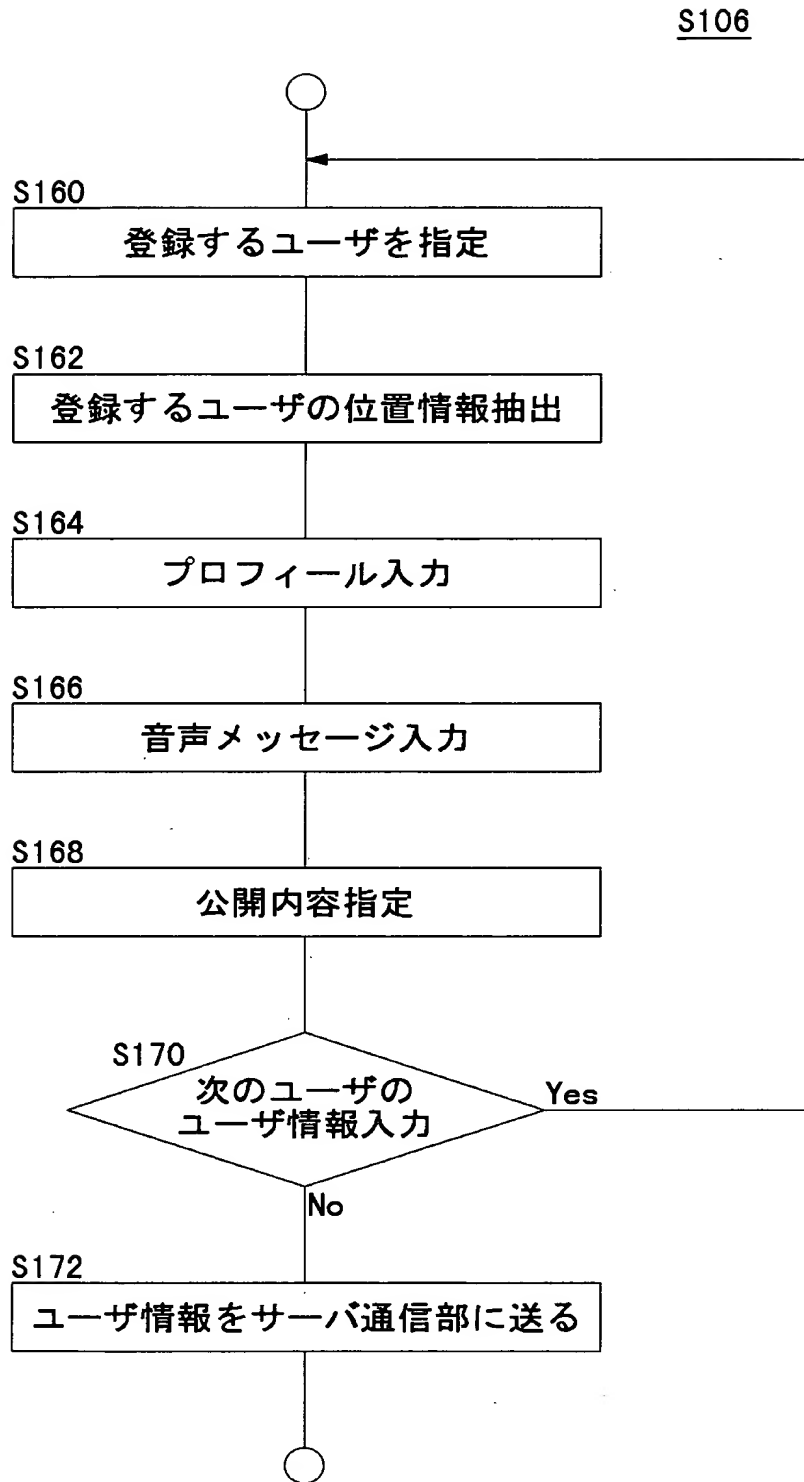 S106
S160
登録するユーザを指定
S162
登録するユーザの位置情報抽出
S164
プロフィール入力
S166
音声メッセージ入力
S168
公開内容指定
S170
次のユーザの
ユーザ情報入力
Yes
No
S172
ユーザ情報をサーバ通信部に送る